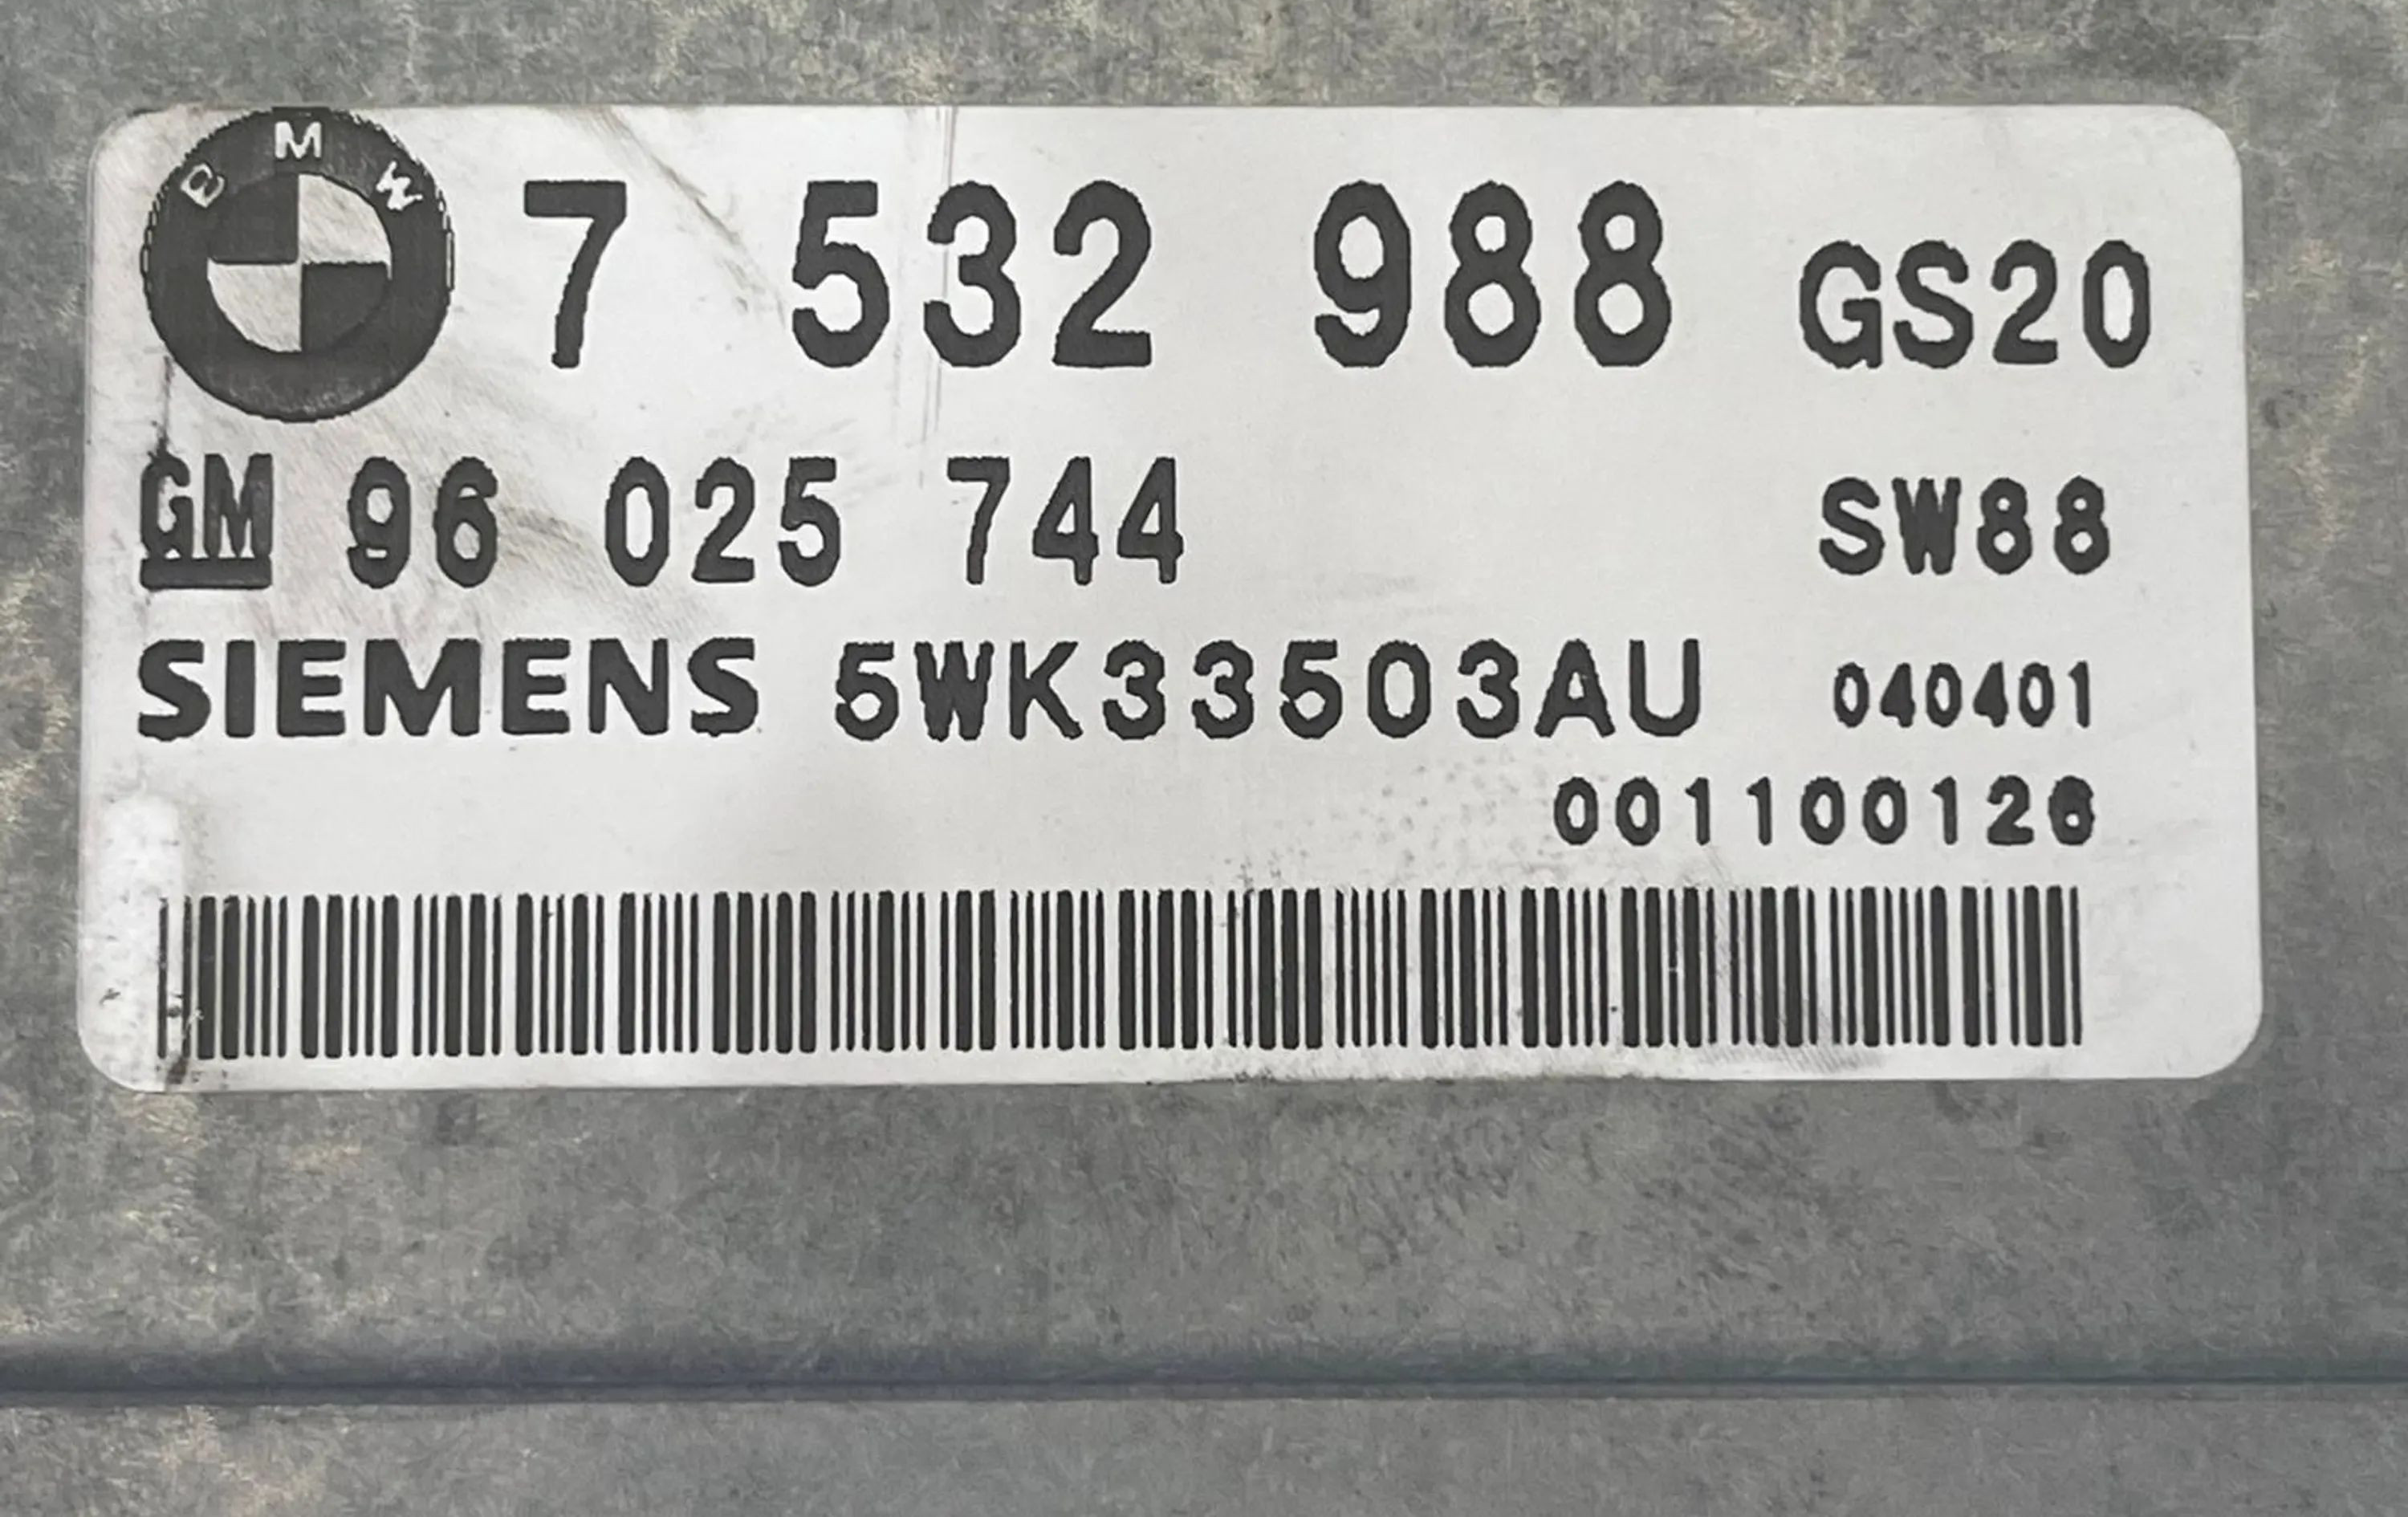 BMW 7 532 988 GS20
GM 96 025 744 SW88
SIEMENS 5WK33503AU 040401
001100126